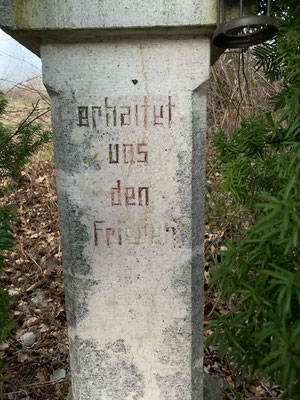 erhaltet
uns
den
Frieden